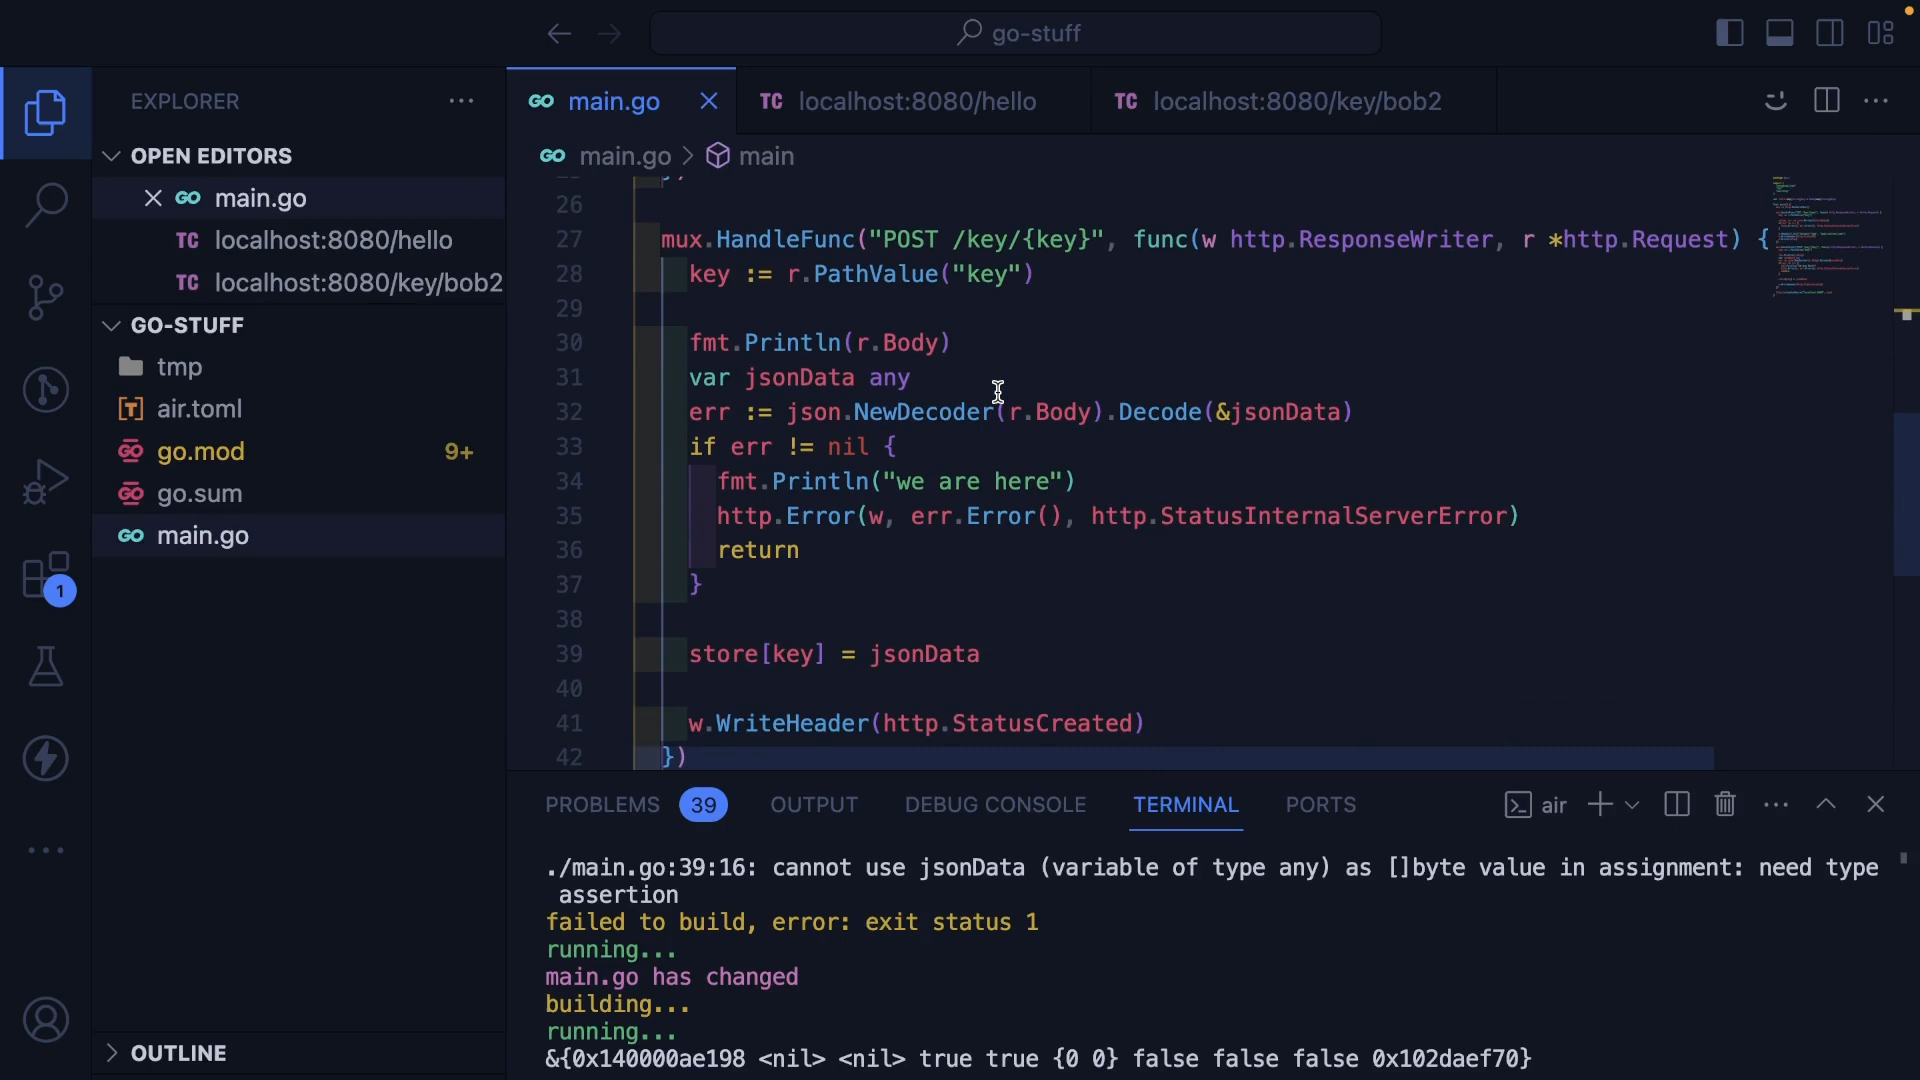 go-stuff
EXPLORER
OPEN EDITORS
GO main.go
TC localhost:8080/hello
TC localhost:8080/key/bob2
GO-STUFF
tmp
air.toml
go.mod 9+
go.sum
main.go
1
OUTLINE
GO main.go
TC localhost:8080/hello
TC localhost:8080/key/bob2
GO main.go > main
26
27 mux.HandleFunc("POST /key/{key}", func(w http.ResponseWriter, r *http.Request) {
28 key := r.PathValue("key")
29
30 fmt.Println(r.Body)
31 var jsonData any
32 err := json.NewDecoder(r.Body).Decode(&jsonData)
33 if err != nil {
34 fmt.Println("we are here")
35 http.Error(w, err.Error(), http.StatusInternalServerError)
36 return
37 }
38
39 store[key] = jsonData
40
41 w.WriteHeader(http.StatusCreated)
42 })
PROBLEMS 39 OUTPUT DEBUG CONSOLE TERMINAL PORTS air
./main.go:39:16: cannot use jsonData (variable of type any) as []byte value in assignment: need type
assertion
failed to build, error: exit status 1
running...
main.go has changed
building...
running...
&{0x140000ae198 <nil> <nil> true true {0 0} false false false 0x102daef70}